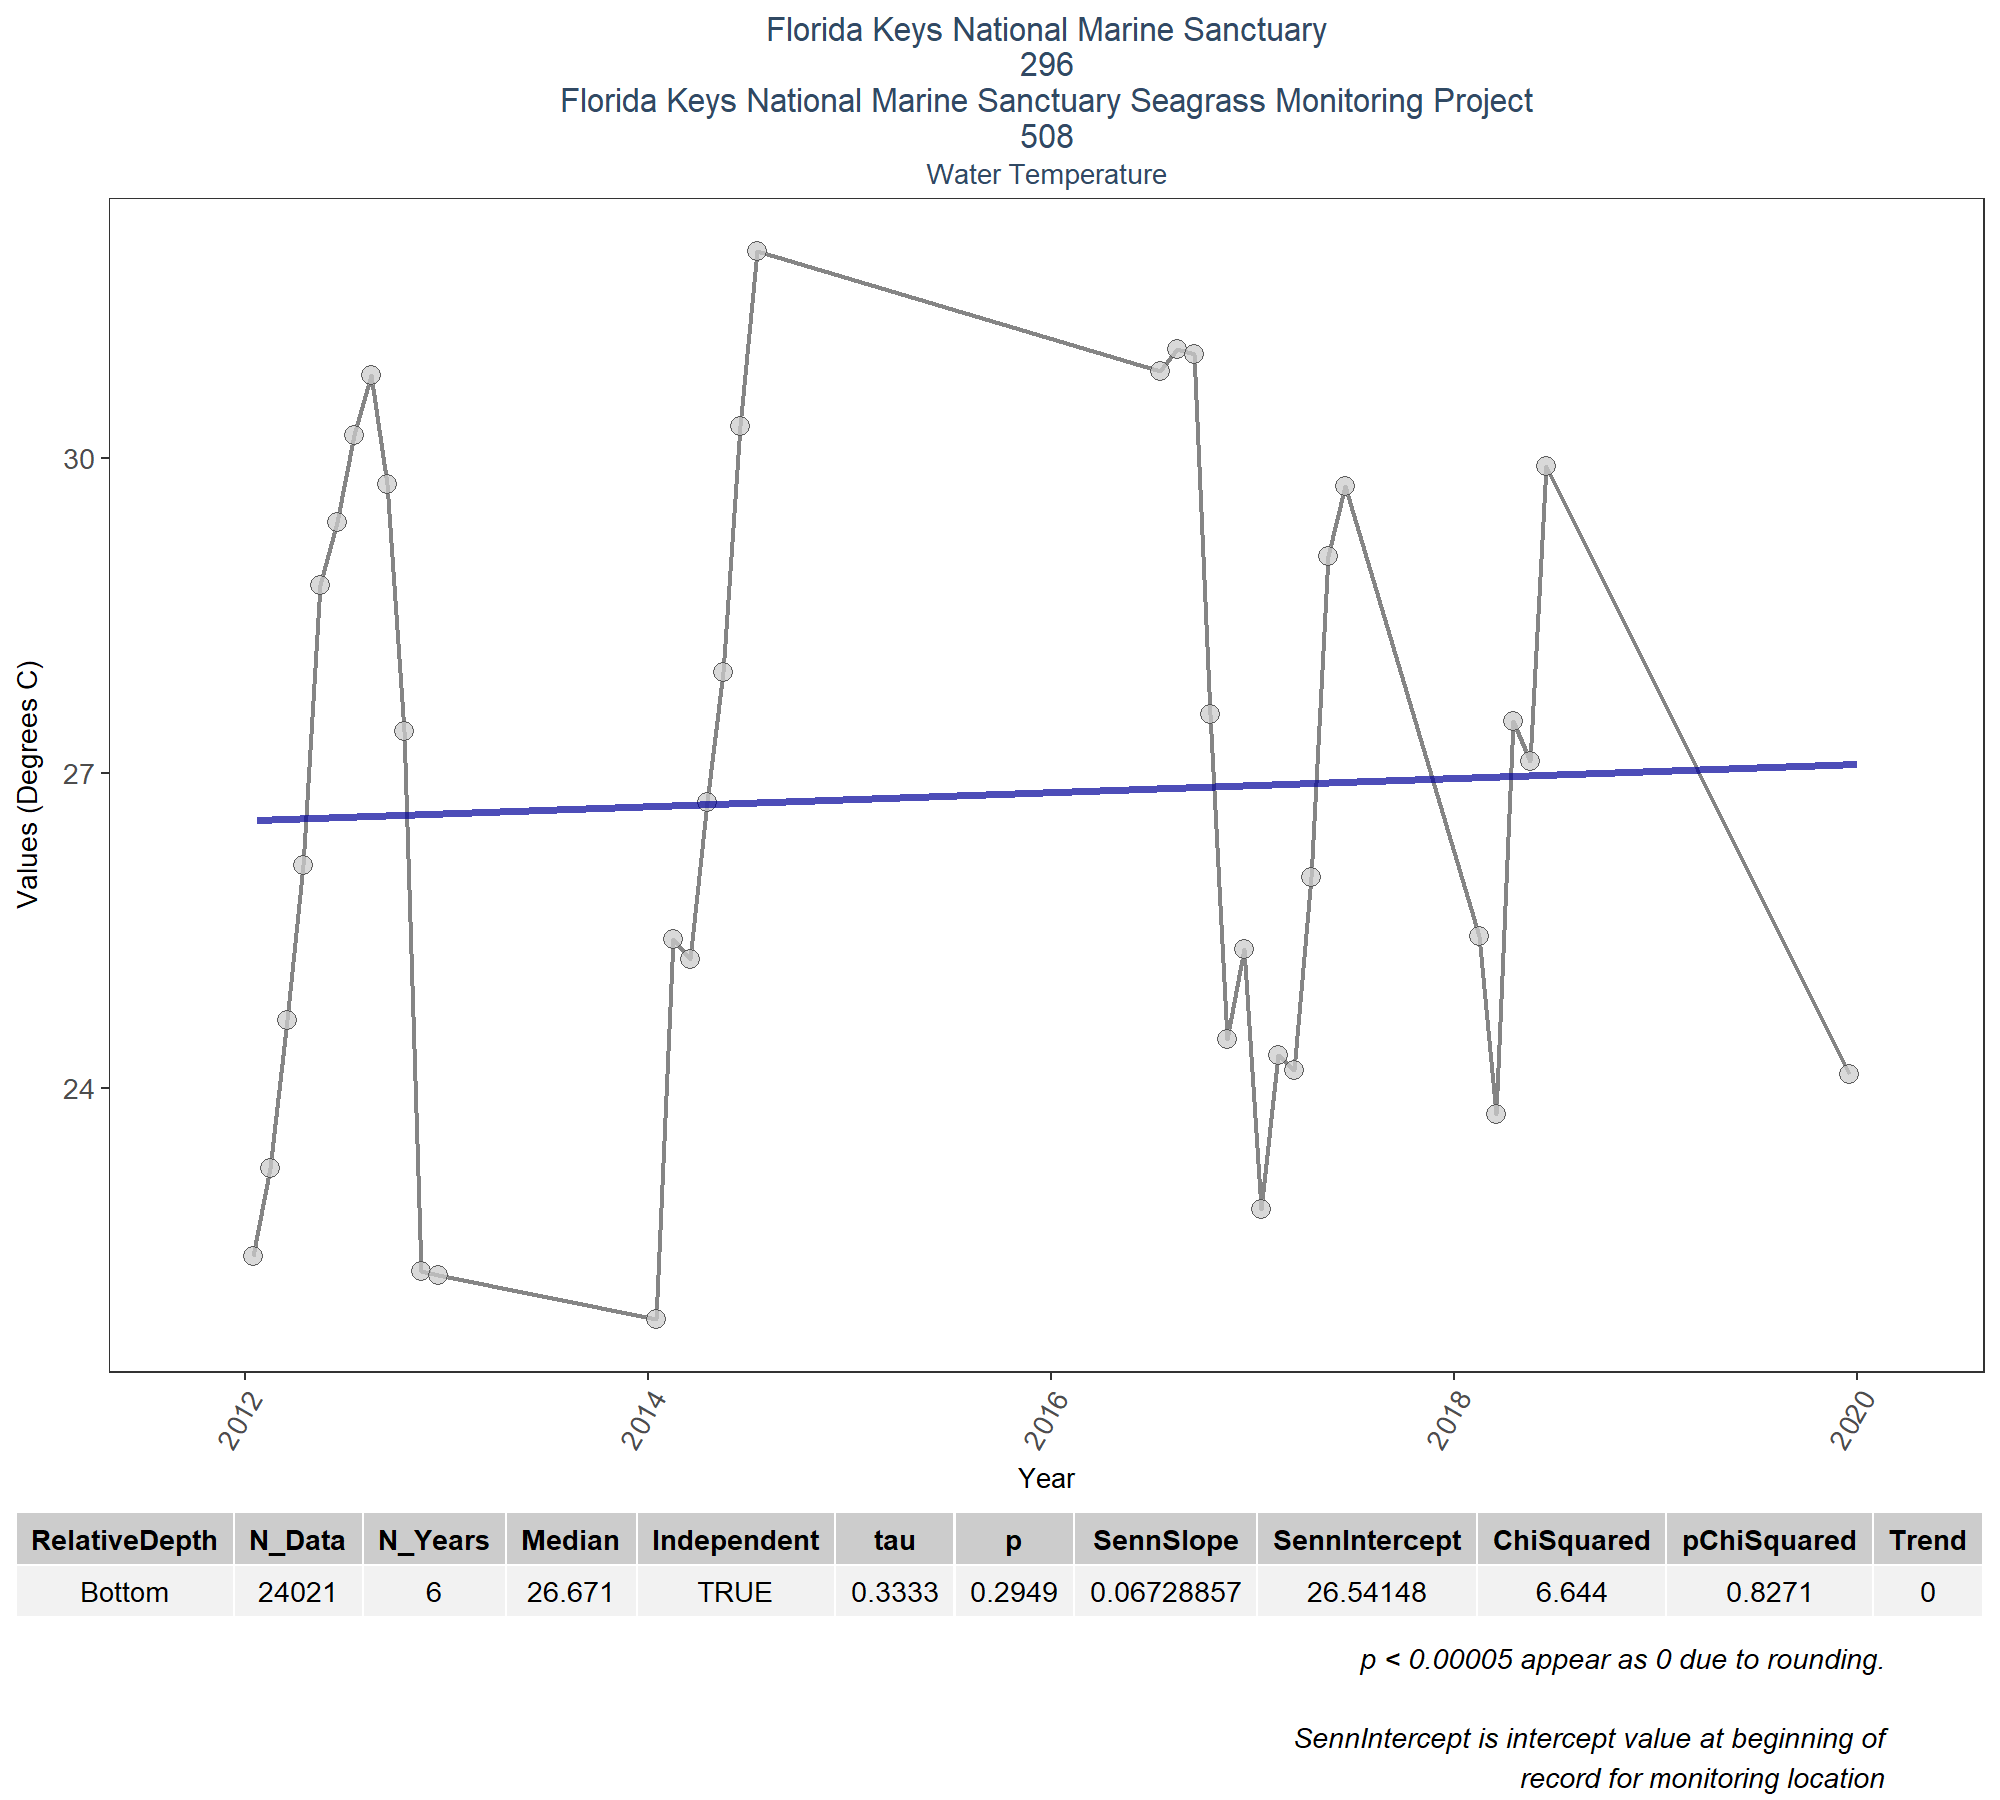 Florida Keys National Marine Sanctuary
296
Florida Keys National Marine Sanctuary Seagrass Monitoring Project
508
Water Temperature
Values (Degrees C)
30
27
24
2012
2014
2016
2018
2020
Year
RelativeDepth N_Data N_Years Median Independent tau p SennSlope SennIntercept ChiSquared pChiSquared Trend
Bottom 24021 6 26.671 TRUE 0.3333 0.2949 0.06728857 26.54148 6.644 0.8271 0
p < 0.00005 appear as 0 due to rounding.
SennIntercept is intercept value at beginning of
record for monitoring location